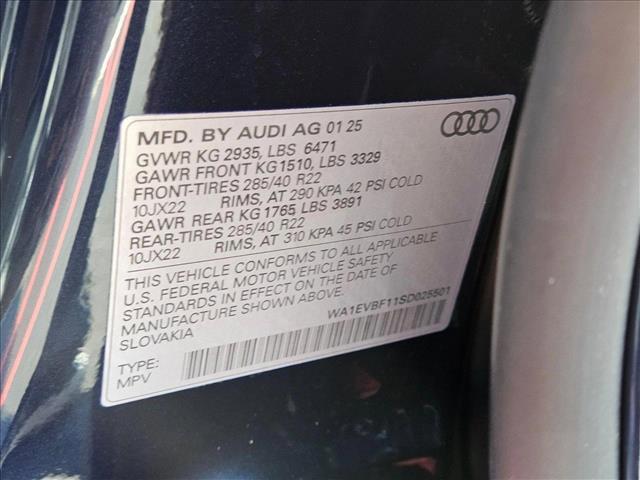 MFD. BY AUDI AG 01 25
GVWR KG 2935, LBS 6471
GAWR FRONT KG1510, LBS 3329
FRONT-TIRES 285/40 R22
10JX22 RIMS, AT 290 KPA 42 PSI COLD
GAWR REAR KG 1765, LBS 3891
REAR-TIRES 285/40 R22
10JX22 RIMS, AT 310 KPA 45 PSI COLD
THIS VEHICLE CONFORMS TO ALL APPLICABLE
U.S. FEDERAL MOTOR VEHICLE SAFETY
STANDARDS IN EFFECT ON THE DATE OF
MANUFACTURE SHOWN ABOVE.
SLOVAKIA
WA1EVBF11SD025501
TYPE:
MPV